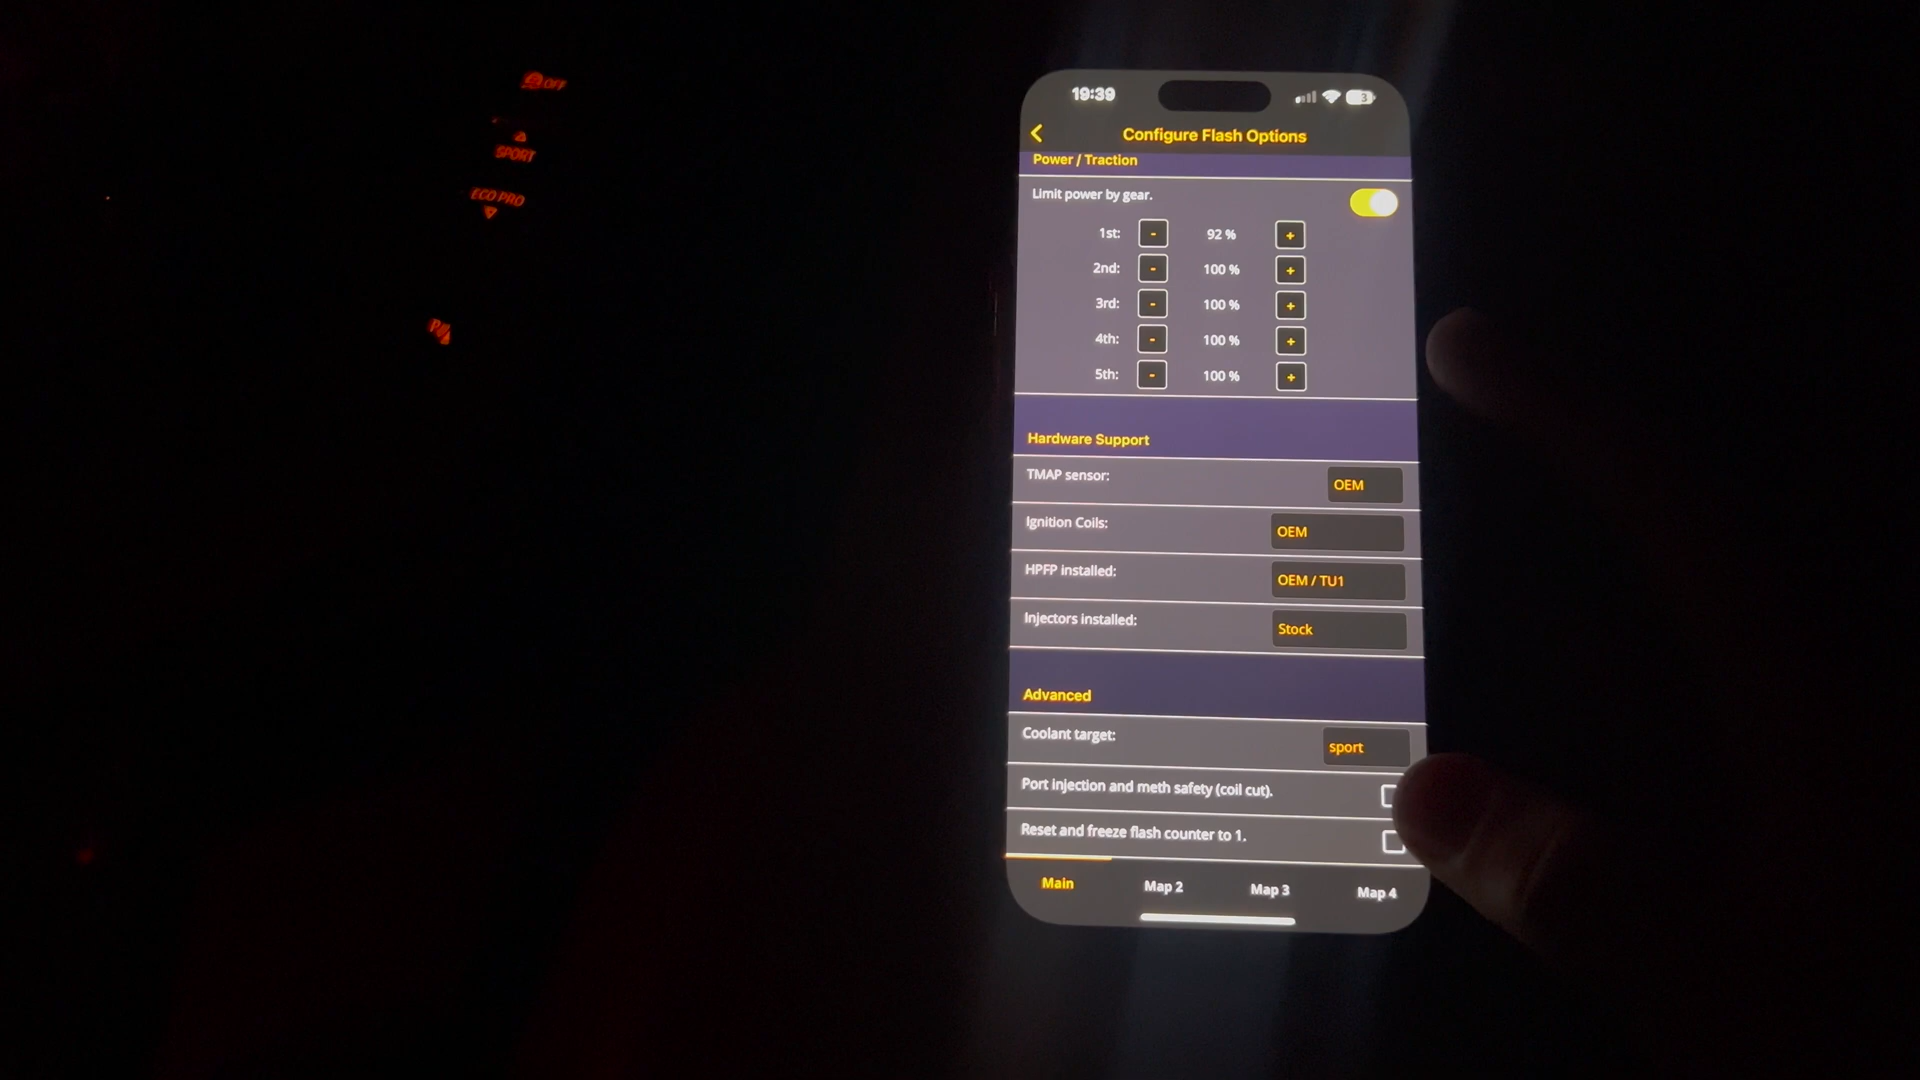 OFF
SPORT
ECO PRO
P
19:39
3
Configure Flash Options
Power / Traction
Limit power by gear.
1st: - 92 % +
2nd: - 100 % +
3rd: - 100 % +
4th: - 100 % +
5th: - 100 % +
Hardware Support
TMAP sensor: OEM
Ignition Coils: OEM
HPFP installed: OEM / TU1
Injectors installed: Stock
Advanced
Coolant target: sport
Port injection and meth safety (coil cut).
Reset and freeze flash counter to 1.
Main Map 2 Map 3 Map 4